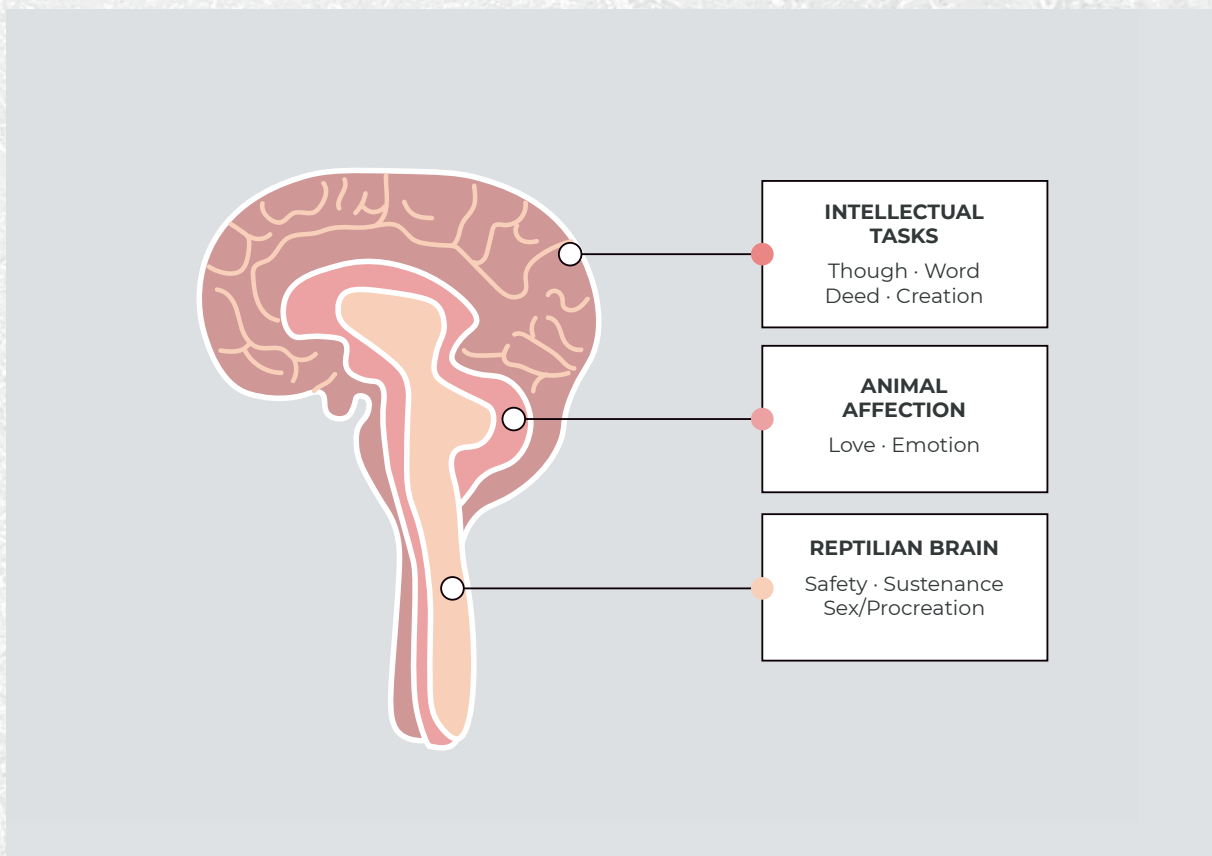 INTELLECTUAL
TASKS
Though · Word
Deed · Creation
ANIMAL
AFFECTION
Love · Emotion
REPTILIAN BRAIN
Safety · Sustenance
Sex/Procreation